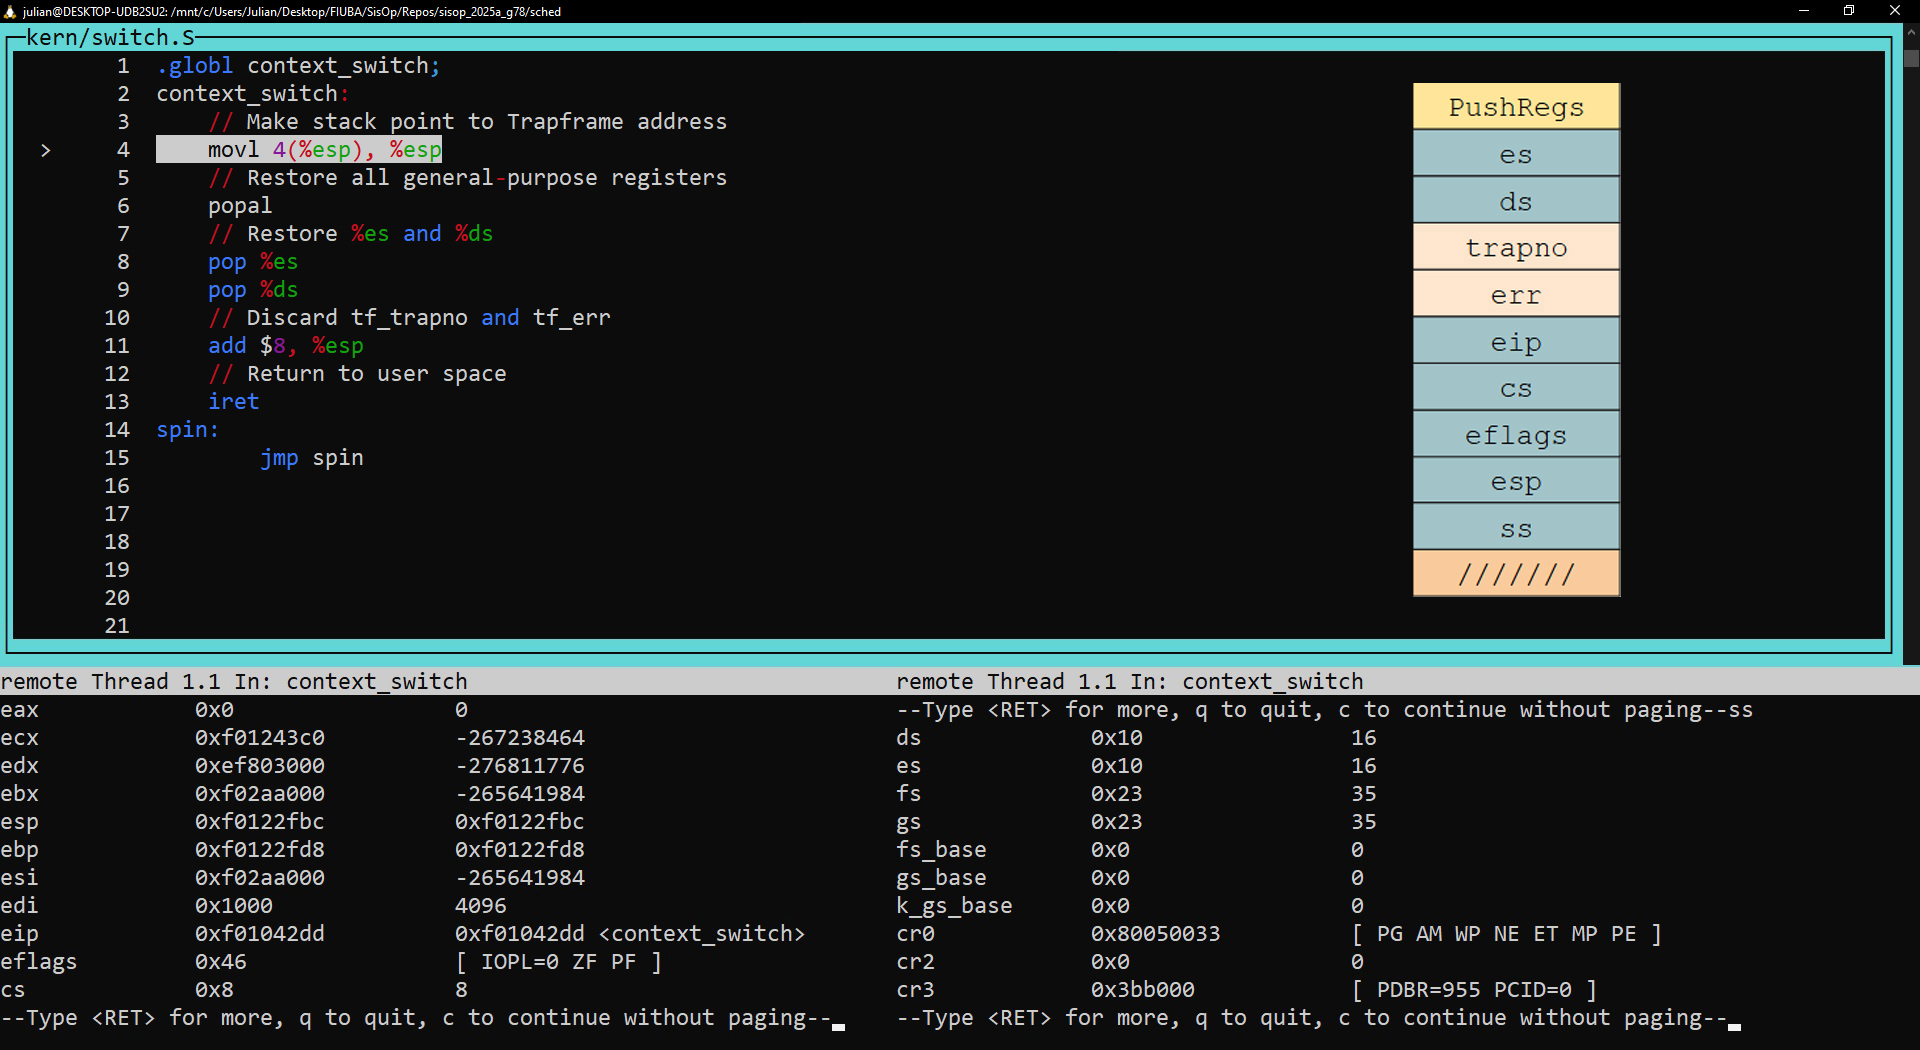 julian@DESKTOP-UDB2SU2: /mnt/c/Users/Julian/Desktop/FIUBA/SisOp/Repos/sisop_2025a_g78/sched
kern/switch.S
1 .globl context_switch;
2 context_switch:
3 // Make stack point to Trapframe address
> 4 movl 4(%esp), %esp
5 // Restore all general-purpose registers
6 popal
7 // Restore %es and %ds
8 pop %es
9 pop %ds
10 // Discard tf_trapno and tf_err
11 add $8, %esp
12 // Return to user space
13 iret
14 spin:
15 jmp spin
16
17
18
19
20
21
PushRegs
es
ds
trapno
err
eip
cs
eflags
esp
ss
///////
remote Thread 1.1 In: context_switch
eax 0x0 0
ecx 0xf01243c0 -267238464
edx 0xef803000 -276811776
ebx 0xf02aa000 -265641984
esp 0xf0122fbc 0xf0122fbc
ebp 0xf0122fd8 0xf0122fd8
esi 0xf02aa000 -265641984
edi 0x1000 4096
eip 0xf01042dd 0xf01042dd <context_switch>
eflags 0x46 [ IOPL=0 ZF PF ]
cs 0x8 8
--Type <RET> for more, q to quit, c to continue without paging--
remote Thread 1.1 In: context_switch
--Type <RET> for more, q to quit, c to continue without paging--ss
ds 0x10 16
es 0x10 16
fs 0x23 35
gs 0x23 35
fs_base 0x0 0
gs_base 0x0 0
k_gs_base 0x0 0
cr0 0x80050033 [ PG AM WP NE ET MP PE ]
cr2 0x0 0
cr3 0x3bb000 [ PDBR=955 PCID=0 ]
--Type <RET> for more, q to quit, c to continue without paging--